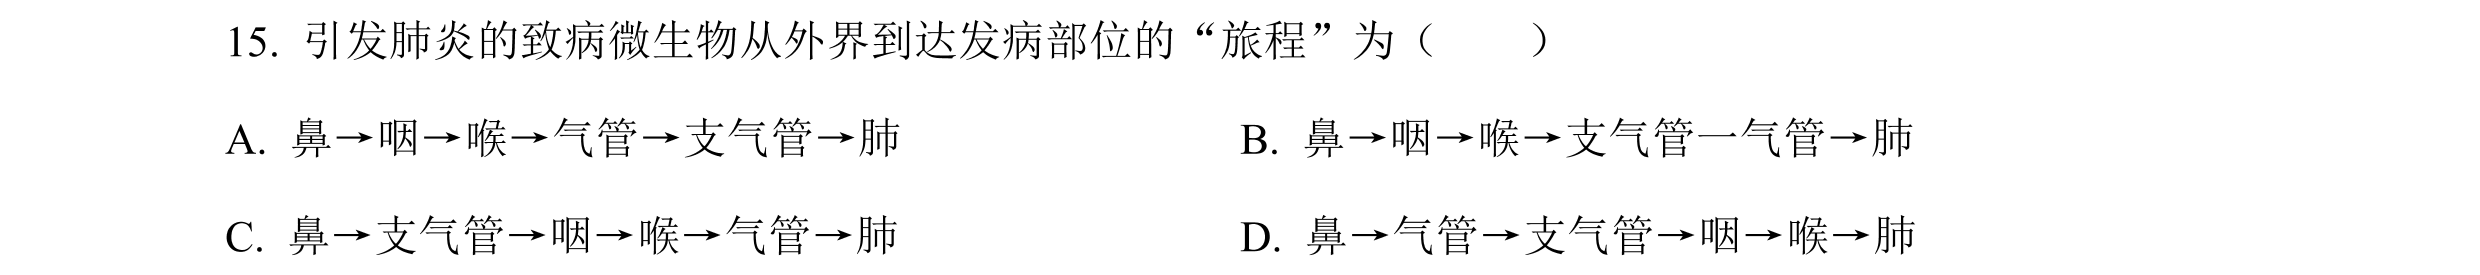 15. 引发肺炎的致病微生物从外界到达发病部位的“旅程”为（　　）
A. 鼻→咽→喉→气管→支气管→肺　　B. 鼻→咽→喉→支气管一气管→肺
C. 鼻→支气管→咽→喉→气管→肺　　D. 鼻→气管→支气管→咽→喉→肺